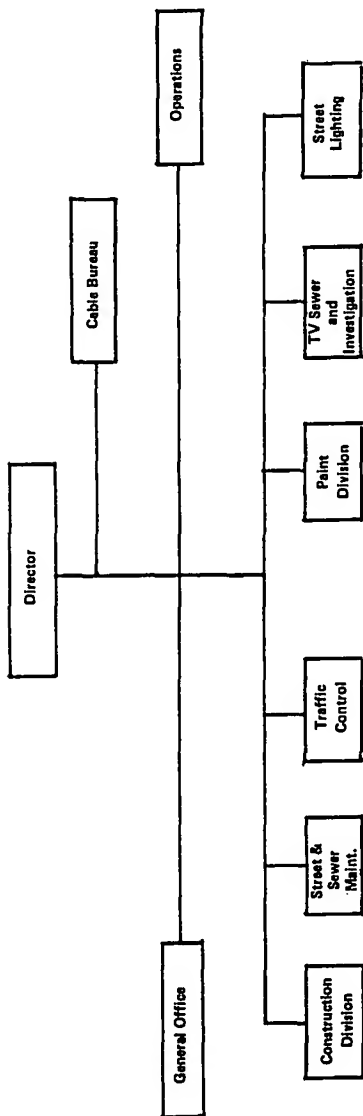 Director
Cable Bureau
General Office
Operations
Construction
Division
Street &
Sewer
Maint.
Traffic
Control
Paint
Division
TV Sewer
and
Investigation
Street
Lighting